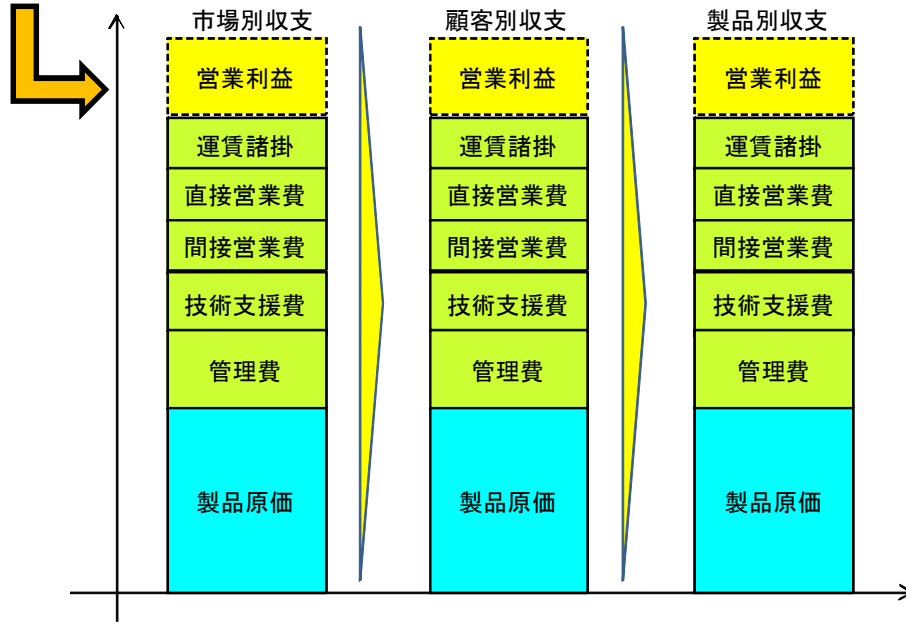 市場別収支
顧客別収支
製品別収支
営業利益
営業利益
営業利益
運賃諸掛
運賃諸掛
運賃諸掛
直接営業費
直接営業費
直接営業費
間接営業費
間接営業費
間接営業費
技術支援費
技術支援費
技術支援費
管理費
管理費
管理費
製品原価
製品原価
製品原価